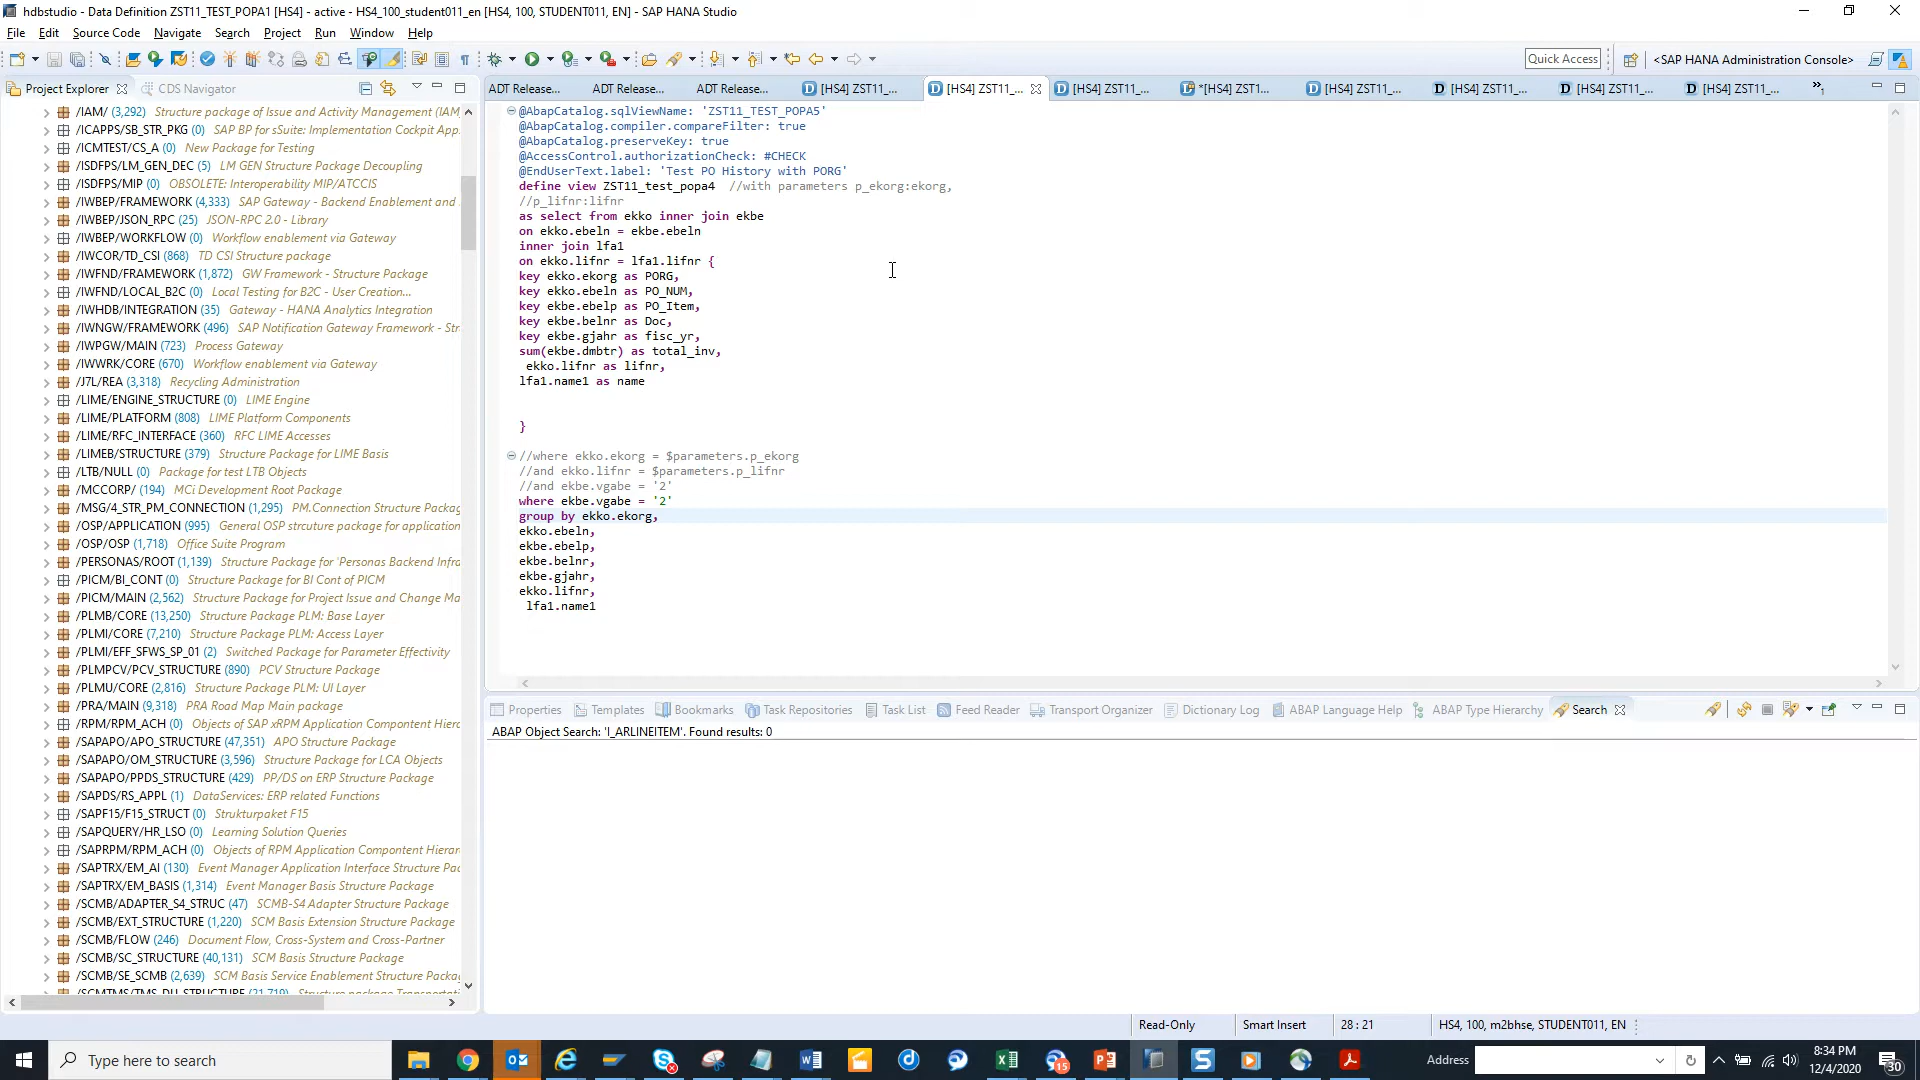 hdbstudio - Data Definition ZST11_TEST_POPA1 [HS4] - active - HS4_100_student011_en [HS4, 100, STUDENT011, EN] - SAP HANA Studio
File Edit Source Code Navigate Search Project Run Window Help
Quick Access <SAP HANA Administration Console>
Project Explorer CDS Navigator
ADT Release... ADT Release... ADT Release... [HS4] ZST11_... [HS4] ZST11_... [HS4] ZST11_... *[HS4] ZST1... [HS4] ZST11_... [HS4] ZST11_... [HS4] ZST11_... [HS4] ZST11_... »1
/IAM/ (3,292) Structure package of Issue and Activity Management (IAM
/ICAPPS/SB_STR_PKG (0) SAP BP for sSuite: Implementation Cockpit App
/ICMTEST/CS_A (0) New Package for Testing
/ISDFPS/LM_GEN_DEC (5) LM GEN Structure Package Decoupling
/ISDFPS/MIP (0) OBSOLETE: Interoperability MIP/ATCCIS
/IWBEP/FRAMEWORK (4,333) SAP Gateway - Backend Enablement and
/IWBEP/JSON_RPC (25) JSON-RPC 2.0 - Library
/IWBEP/WORKFLOW (0) Workflow enablement via Gateway
/IWCOR/TD_CSI (868) TD CSI Structure package
/IWFND/FRAMEWORK (1,872) GW Framework - Structure Package
/IWFND/LOCAL_B2C (0) Local Testing for B2C - User Creation...
/IWHDB/INTEGRATION (35) Gateway - HANA Analytics Integration
/IWNGW/FRAMEWORK (496) SAP Notification Gateway Framework - Str
/IWPGW/MAIN (723) Process Gateway
/IWWRK/CORE (670) Workflow enablement via Gateway
/J7L/REA (3,318) Recycling Administration
/LIME/ENGINE_STRUCTURE (0) LIME Engine
/LIME/PLATFORM (808) LIME Platform Components
/LIME/RFC_INTERFACE (360) RFC LIME Accesses
/LIMEB/STRUCTURE (379) Structure Package for LIME Basis
/LTB/NULL (0) Package for test LTB Objects
/MCCORP/ (194) MCi Development Root Package
/MSG/4_STR_PM_CONNECTION (1,295) PM.Connection Structure Packag
/OSP/APPLICATION (995) General OSP strcuture package for application
/OSP/OSP (1,718) Office Suite Program
/PERSONAS/ROOT (1,139) Structure Package for 'Personas Backend Infra
/PICM/BI_CONT (0) Structure Package for BI Cont of PICM
/PICM/MAIN (2,562) Structure Package for Project Issue and Change Ma
/PLMB/CORE (13,250) Structure Package PLM: Base Layer
/PLMI/CORE (7,210) Structure Package PLM: Access Layer
/PLMI/EFF_SFWS_SP_01 (2) Switched Package for Parameter Effectivity
/PLMPCV/PCV_STRUCTURE (890) PCV Structure Package
/PLMU/CORE (2,816) Structure Package PLM: UI Layer
/PRA/MAIN (9,318) PRA Road Map Main package
/RPM/RPM_ACH (0) Objects of SAP xRPM Application Compontent Hierc
/SAPAPO/APO_STRUCTURE (47,351) APO Structure Package
/SAPAPO/OM_STRUCTURE (3,596) Structure Package for LCA Objects
/SAPAPO/PPDS_STRUCTURE (429) PP/DS on ERP Structure Package
/SAPDS/RS_APPL (1) DataServices: ERP related Functions
/SAPF15/F15_STRUCT (0) Strukturpaket F15
/SAPQUERY/HR_LSO (0) Learning Solution Queries
/SAPRPM/RPM_ACH (0) Objects of RPM Application Compontent Hierar
/SAPTRX/EM_AI (130) Event Manager Application Interface Structure Pac
/SAPTRX/EM_BASIS (1,314) Event Manager Basis Structure Package
/SCMB/ADAPTER_S4_STRUC (47) SCMB-S4 Adapter Structure Package
/SCMB/EXT_STRUCTURE (1,220) SCM Basis Extension Structure Package
/SCMB/FLOW (246) Document Flow, Cross-System and Cross-Partner
/SCMB/SC_STRUCTURE (40,131) SCM Basis Structure Package
/SCMB/SE_SCMB (2,639) SCM Basis Service Enablement Structure Packa
@AbapCatalog.sqlViewName: 'ZST11_TEST_POPA5'
@AbapCatalog.compiler.compareFilter: true
@AbapCatalog.preserveKey: true
@AccessControl.authorizationCheck: #CHECK
@EndUserText.label: 'Test PO History with PORG'
define view ZST11_test_popa4 //with parameters p_ekorg:ekorg,
//p_lifnr:lifnr
as select from ekko inner join ekbe
on ekko.ebeln = ekbe.ebeln
inner join lfa1
on ekko.lifnr = lfa1.lifnr {
key ekko.ekorg as PORG,
key ekko.ebeln as PO_NUM,
key ekbe.ebelp as PO_Item,
key ekbe.belnr as Doc,
key ekbe.gjahr as fisc_yr,
sum(ekbe.dmbtr) as total_inv,
ekko.lifnr as lifnr,
lfa1.name1 as name
}
//where ekko.ekorg = $parameters.p_ekorg
//and ekko.lifnr = $parameters.p_lifnr
//and ekbe.vgabe = '2'
where ekbe.vgabe = '2'
group by ekko.ekorg,
ekko.ebeln,
ekbe.ebelp,
ekbe.belnr,
ekbe.gjahr,
ekko.lifnr,
lfa1.name1
Properties Templates Bookmarks Task Repositories Task List Feed Reader Transport Organizer Dictionary Log ABAP Language Help ABAP Type Hierarchy Search
ABAP Object Search: 'I_ARLINEITEM'. Found results: 0
Read-Only Smart Insert 28 : 21 HS4, 100, m2bhse, STUDENT011, EN
Type here to search
15
Address
8:34 PM
12/4/2020
30